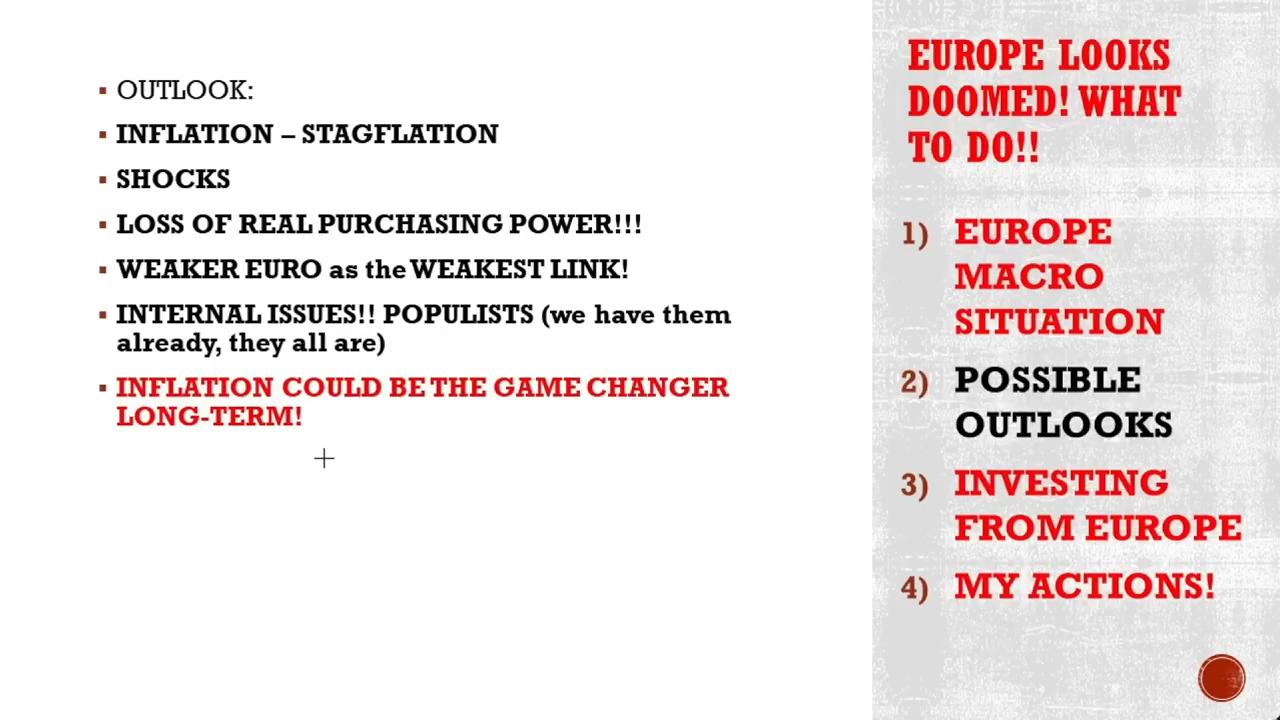 ▪ OUTLOOK:
▪ INFLATION – STAGFLATION
▪ SHOCKS
▪ LOSS OF REAL PURCHASING POWER!!!
▪ WEAKER EURO as the WEAKEST LINK!
▪ INTERNAL ISSUES!! POPULISTS (we have them
already, they all are)
▪ INFLATION COULD BE THE GAME CHANGER
LONG-TERM!
EUROPE LOOKS
DOOMED! WHAT
TO DO!!
1) EUROPE
MACRO
SITUATION
2) POSSIBLE
OUTLOOKS
3) INVESTING
FROM EUROPE
4) MY ACTIONS!